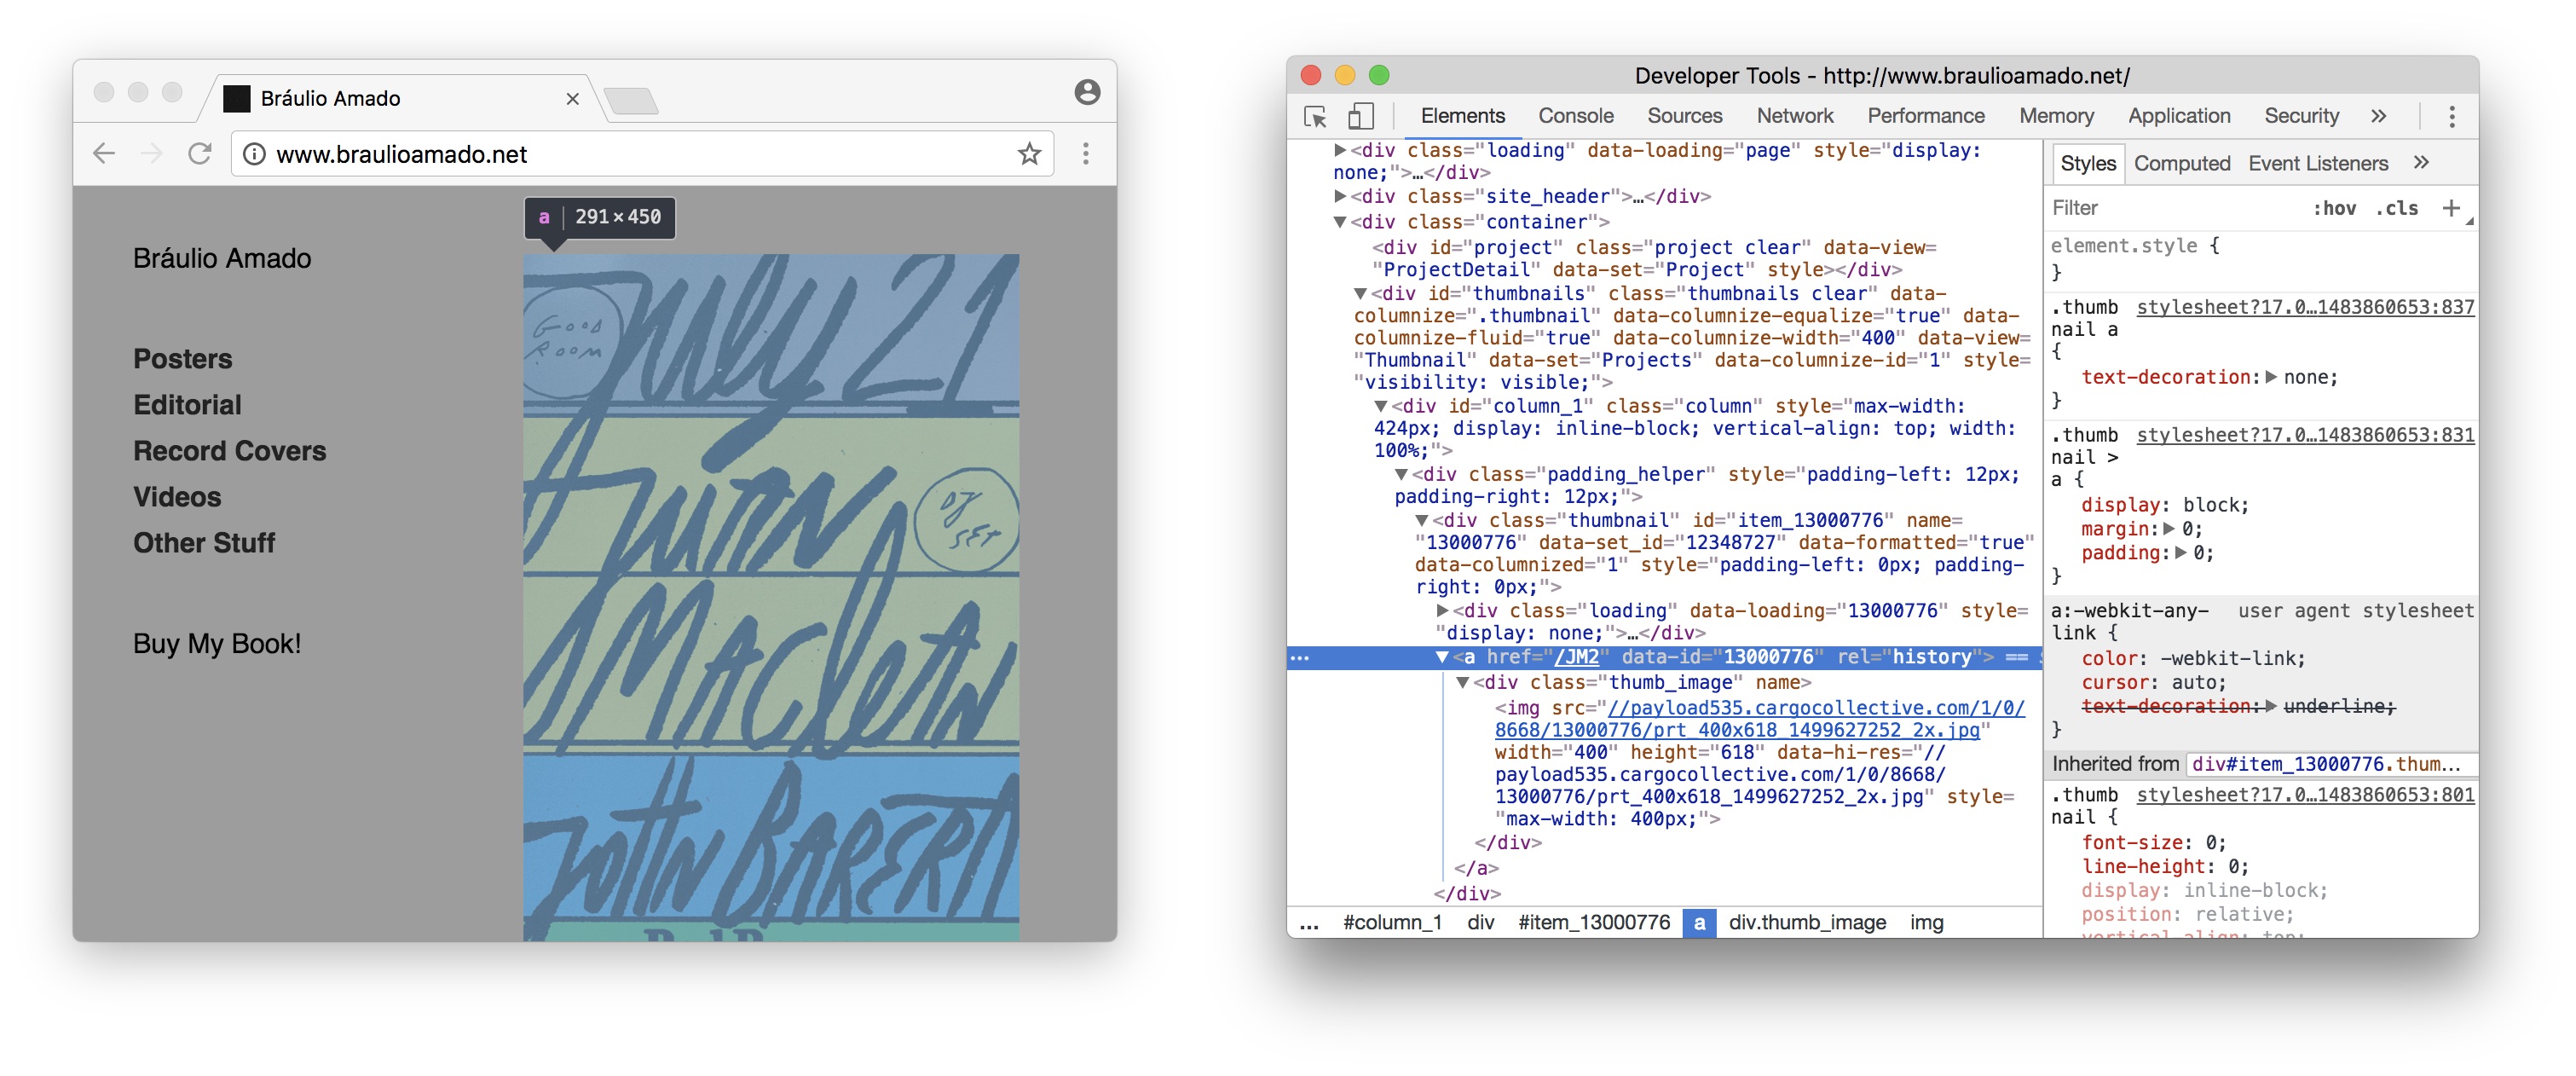 Bráulio Amado
www.braulioamado.net
a 291 × 450
Bráulio Amado
Posters
Editorial
Record Covers
Videos
Other Stuff
Buy My Book!
July 21
GOOD
ROOM
JUAN
DJ
SET
MACLEAN
JOHN BARERA
Developer Tools - http://www.braulioamado.net/
Elements Console Sources Network Performance Memory Application Security »
<div class="loading" data-loading="page" style="display:
none;">…</div>
<div class="site_header">…</div>
<div class="container">
<div id="project" class="project clear" data-view=
"ProjectDetail" data-set="Project" style></div>
<div id="thumbnails" class="thumbnails clear" data-
columnize=".thumbnail" data-columnize-equalize="true" data-
columnize-fluid="true" data-columnize-width="400" data-view=
"Thumbnail" data-set="Projects" data-columnize-id="1" style=
"visibility: visible;">
<div id="column_1" class="column" style="max-width:
424px; display: inline-block; vertical-align: top; width:
100%;">
<div class="padding_helper" style="padding-left: 12px;
padding-right: 12px;">
<div class="thumbnail" id="item_13000776" name=
"13000776" data-set_id="12348727" data-formatted="true"
data-columnized="1" style="padding-left: 0px; padding-
right: 0px;">
<div class="loading" data-loading="13000776" style=
"display: none;">…</div>
… <a href="/JM2" data-id="13000776" rel="history"> ==
<div class="thumb_image" name>
<img src="//payload535.cargocollective.com/1/0/
8668/13000776/prt_400x618_1499627252_2x.jpg"
width="400" height="618" data-hi-res="//
payload535.cargocollective.com/1/0/8668/
13000776/prt_400x618_1499627252_2x.jpg" style=
"max-width: 400px;">
</div>
</a>
</div>
... #column_1 div #item_13000776 a div.thumb_image img
Styles Computed Event Listeners »
Filter :hov .cls +
element.style {
}
.thumb stylesheet?17.0…1483860653:837
nail a
{
text-decoration: none;
}
.thumb stylesheet?17.0…1483860653:831
nail >
a {
display: block;
margin: 0;
padding: 0;
}
a:-webkit-any- user agent stylesheet
link {
color: -webkit-link;
cursor: auto;
text-decoration: underline;
}
Inherited from div#item_13000776.thum…
.thumb stylesheet?17.0…1483860653:801
nail {
font-size: 0;
line-height: 0;
display: inline-block;
position: relative;
vertical-align: top;